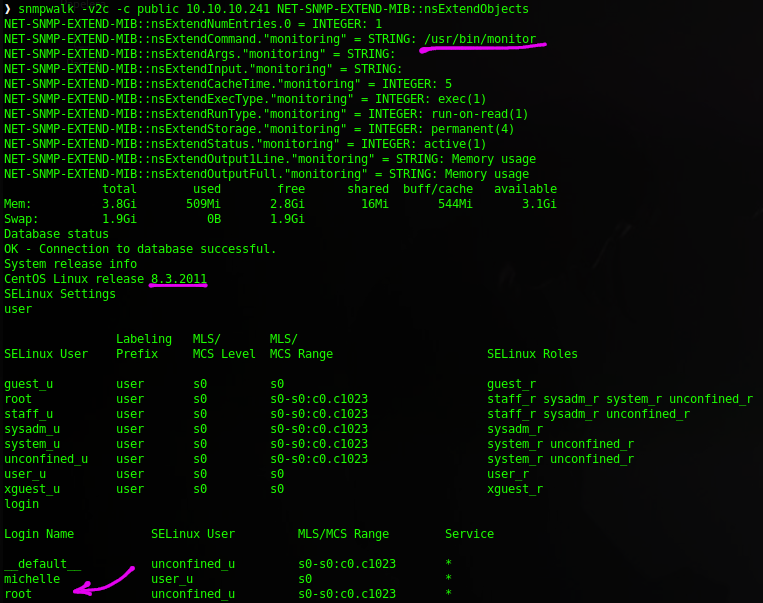 ❯ snmpwalk -v2c -c public 10.10.10.241 NET-SNMP-EXTEND-MIB::nsExtendObjects
NET-SNMP-EXTEND-MIB::nsExtendNumEntries.0 = INTEGER: 1
NET-SNMP-EXTEND-MIB::nsExtendCommand."monitoring" = STRING: /usr/bin/monitor
NET-SNMP-EXTEND-MIB::nsExtendArgs."monitoring" = STRING:
NET-SNMP-EXTEND-MIB::nsExtendInput."monitoring" = STRING:
NET-SNMP-EXTEND-MIB::nsExtendCacheTime."monitoring" = INTEGER: 5
NET-SNMP-EXTEND-MIB::nsExtendExecType."monitoring" = INTEGER: exec(1)
NET-SNMP-EXTEND-MIB::nsExtendRunType."monitoring" = INTEGER: run-on-read(1)
NET-SNMP-EXTEND-MIB::nsExtendStorage."monitoring" = INTEGER: permanent(4)
NET-SNMP-EXTEND-MIB::nsExtendStatus."monitoring" = INTEGER: active(1)
NET-SNMP-EXTEND-MIB::nsExtendOutput1Line."monitoring" = STRING: Memory usage
NET-SNMP-EXTEND-MIB::nsExtendOutputFull."monitoring" = STRING: Memory usage
              total        used        free      shared  buff/cache   available
Mem:          3.8Gi       509Mi       2.8Gi        16Mi       544Mi       3.1Gi
Swap:         1.9Gi          0B       1.9Gi
Database status
OK - Connection to database successful.
System release info
CentOS Linux release 8.3.2011
SELinux Settings
user
                Labeling   MLS/       MLS/
SELinux User    Prefix     MCS Level  MCS Range                      SELinux Roles
guest_u         user       s0         s0                             guest_r
root            user       s0         s0-s0:c0.c1023                 staff_r sysadm_r system_r unconfined_r
staff_u         user       s0         s0-s0:c0.c1023                 staff_r sysadm_r unconfined_r
sysadm_u        user       s0         s0-s0:c0.c1023                 sysadm_r
system_u        user       s0         s0-s0:c0.c1023                 system_r unconfined_r
unconfined_u    user       s0         s0-s0:c0.c1023                 system_r unconfined_r
user_u          user       s0         s0                             user_r
xguest_u        user       s0         s0                             xguest_r
login
Login Name           SELinux User         MLS/MCS Range        Service
__default__          unconfined_u         s0-s0:c0.c1023       *
michelle             user_u               s0                   *
root                 unconfined_u         s0-s0:c0.c1023       *